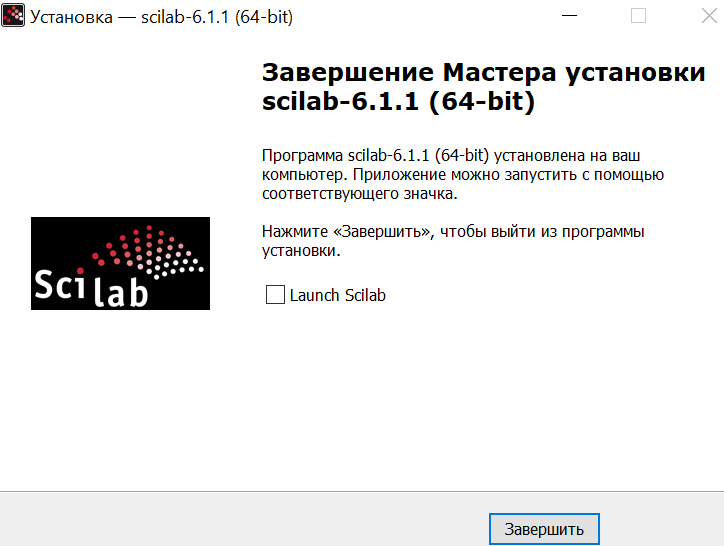 Установка — scilab-6.1.1 (64-bit)
Завершение Мастера установки
scilab-6.1.1 (64-bit)
Программа scilab-6.1.1 (64-bit) установлена на ваш
компьютер. Приложение можно запустить с помощью
соответствующего значка.
Нажмите «Завершить», чтобы выйти из программы
установки.
Scilab
Launch Scilab
Завершить